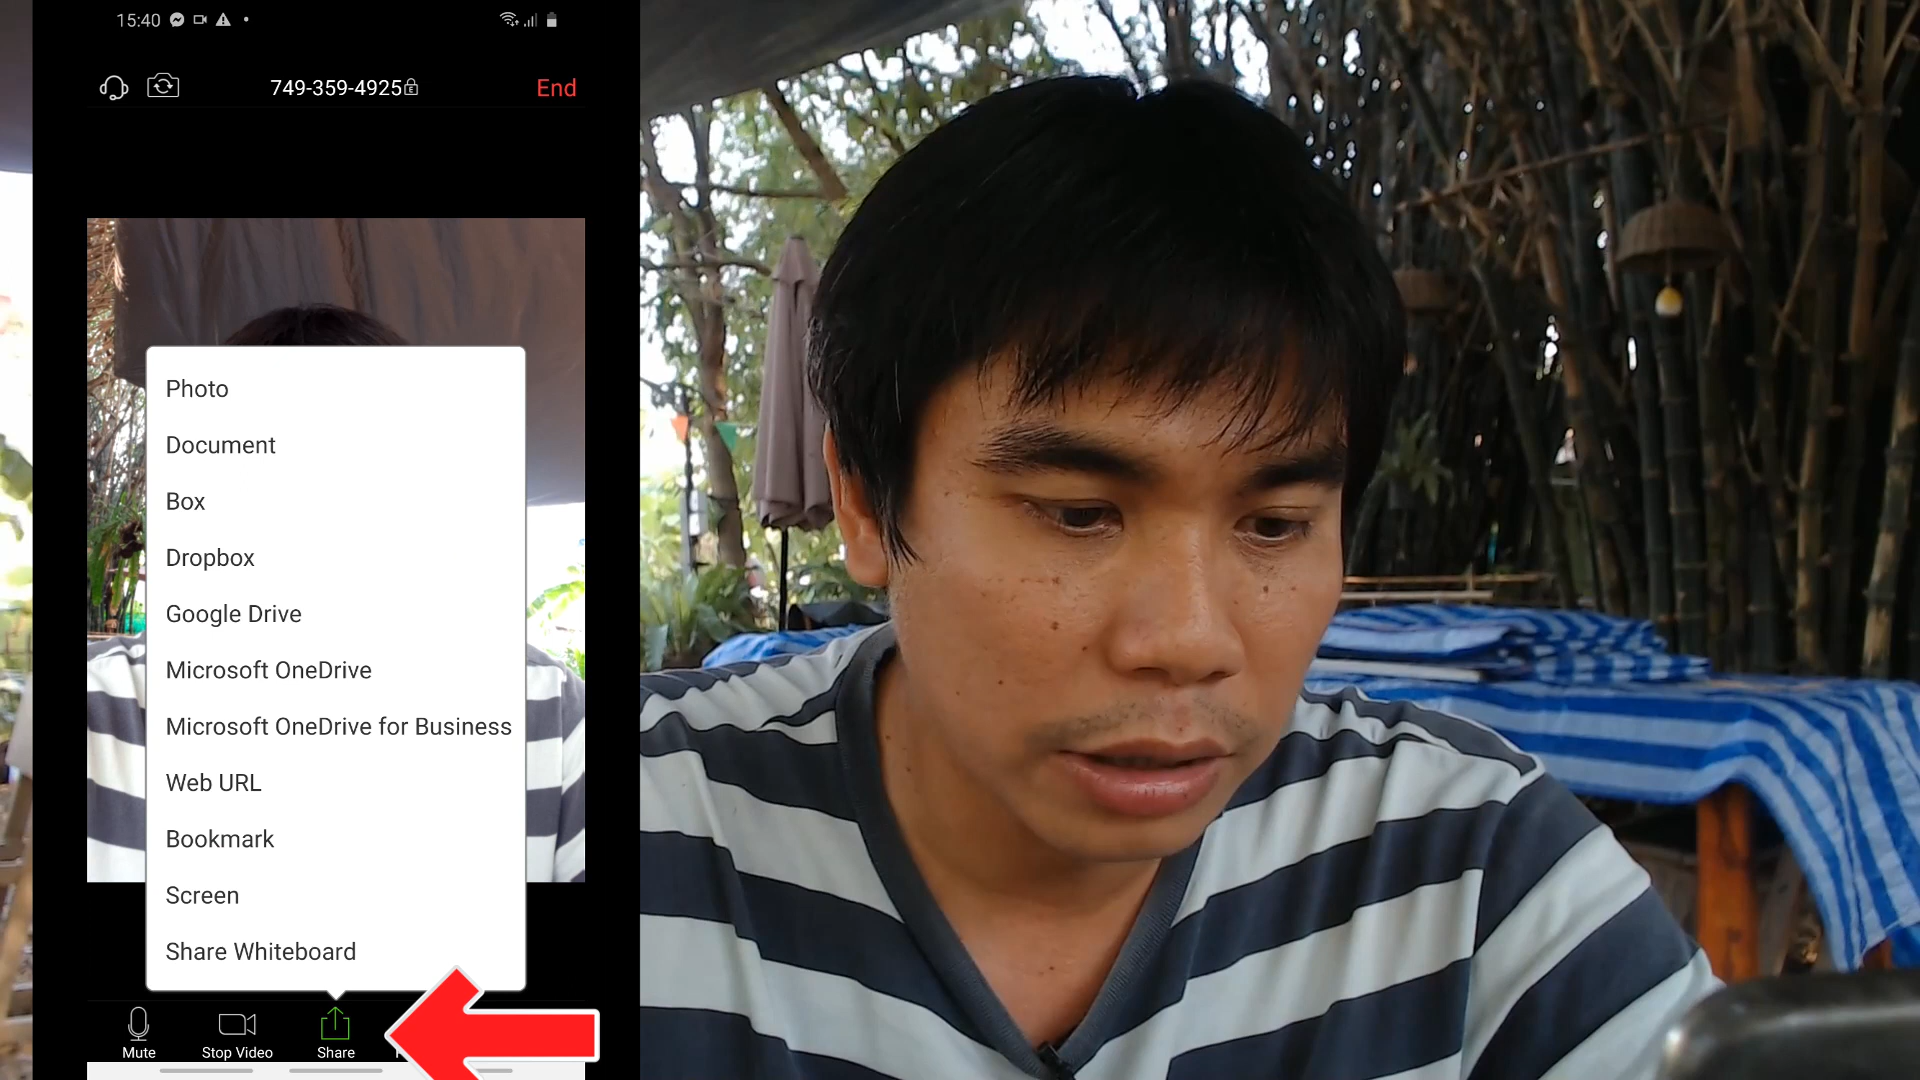 15:40
749-359-4925
End
Photo
Document
Box
Dropbox
Google Drive
Microsoft OneDrive
Microsoft OneDrive for Business
Web URL
Bookmark
Screen
Share Whiteboard
Mute
Stop Video
Share